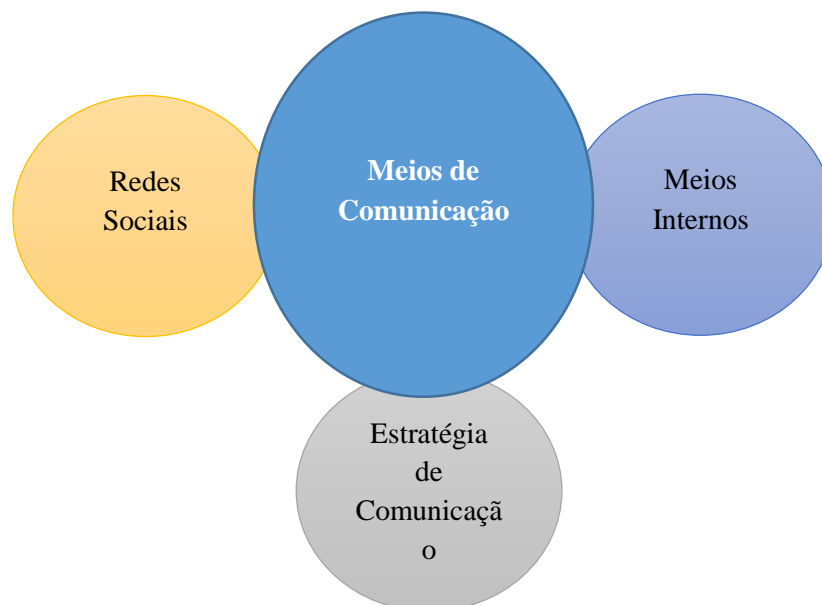 Redes
Sociais
Meios de
Comunicação
Meios
Internos
Estratégia
de
Comunicaçã
o